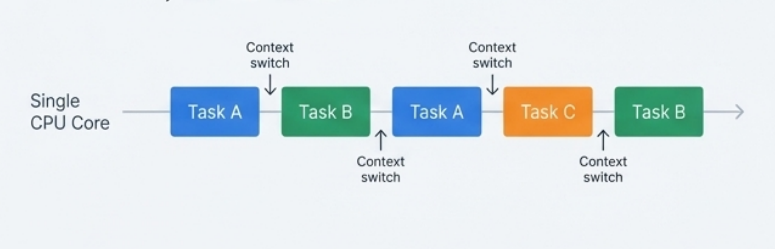 Context
switch
Context
switch
Single
CPU Core
Task A
Task B
Task A
Task C
Task B
Context
switch
Context
switch